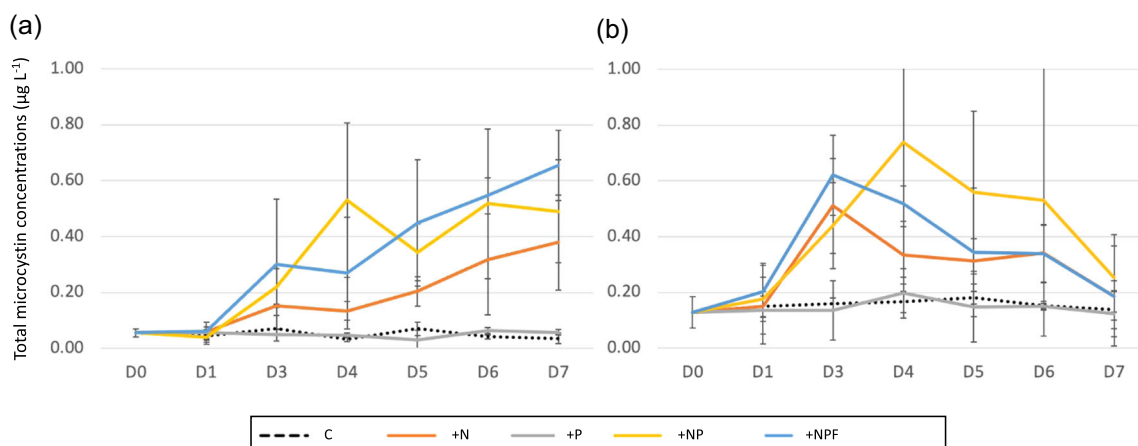 (a)
(b)
Total microcystin concentrations (µg L⁻¹)
1.00
0.80
0.60
0.40
0.20
0.00
D0 D1 D3 D4 D5 D6 D7
1.00
0.80
0.60
0.40
0.20
0.00
D0 D1 D3 D4 D5 D6 D7
C +N +P +NP +NPF